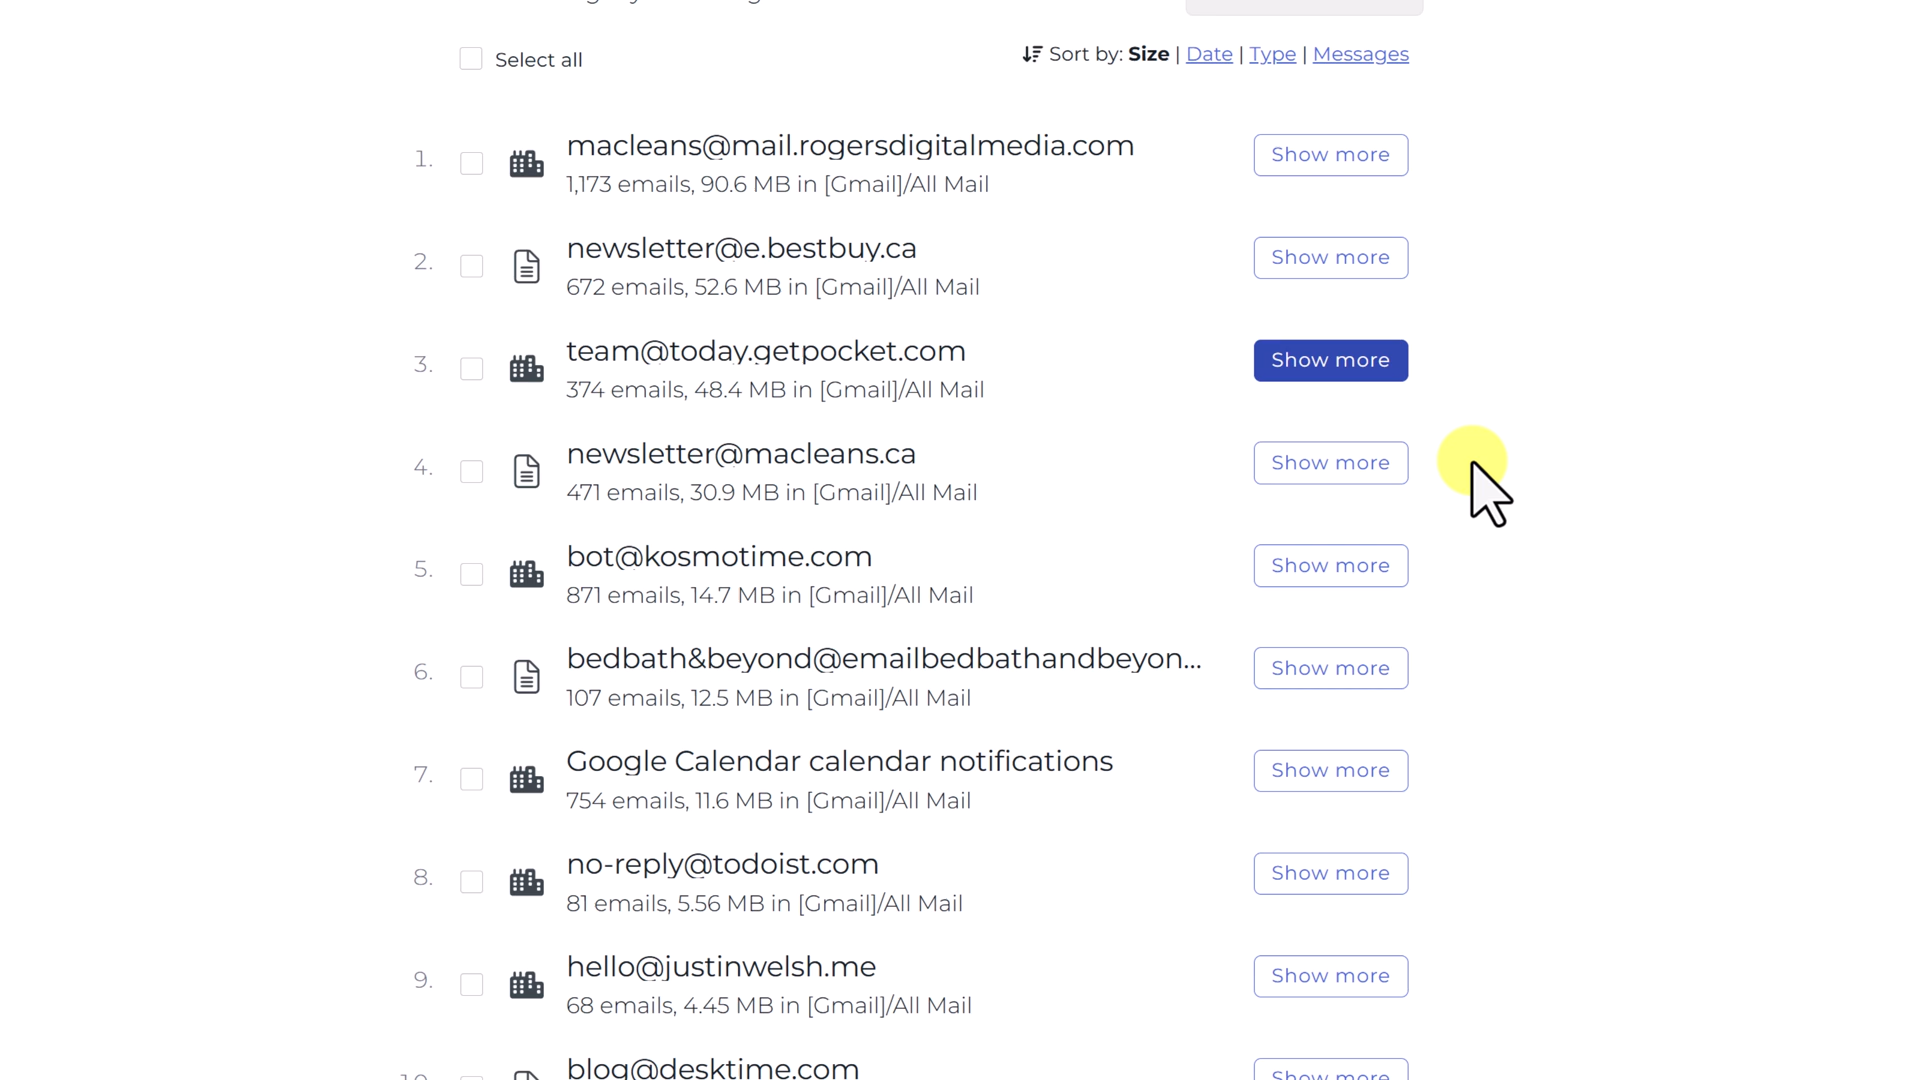 Select all
Sort by: Size | Date | Type | Messages
1. macleans@mail.rogersdigitalmedia.com Show more
1,173 emails, 90.6 MB in [Gmail]/All Mail
2. newsletter@e.bestbuy.ca Show more
672 emails, 52.6 MB in [Gmail]/All Mail
3. team@today.getpocket.com Show more
374 emails, 48.4 MB in [Gmail]/All Mail
4. newsletter@macleans.ca Show more
471 emails, 30.9 MB in [Gmail]/All Mail
5. bot@kosmotime.com Show more
871 emails, 14.7 MB in [Gmail]/All Mail
6. bedbath&beyond@emailbedbathandbeyon... Show more
107 emails, 12.5 MB in [Gmail]/All Mail
7. Google Calendar calendar notifications Show more
754 emails, 11.6 MB in [Gmail]/All Mail
8. no-reply@todoist.com Show more
81 emails, 5.56 MB in [Gmail]/All Mail
9. hello@justinwelsh.me Show more
68 emails, 4.45 MB in [Gmail]/All Mail
10. blog@desktime.com Show more